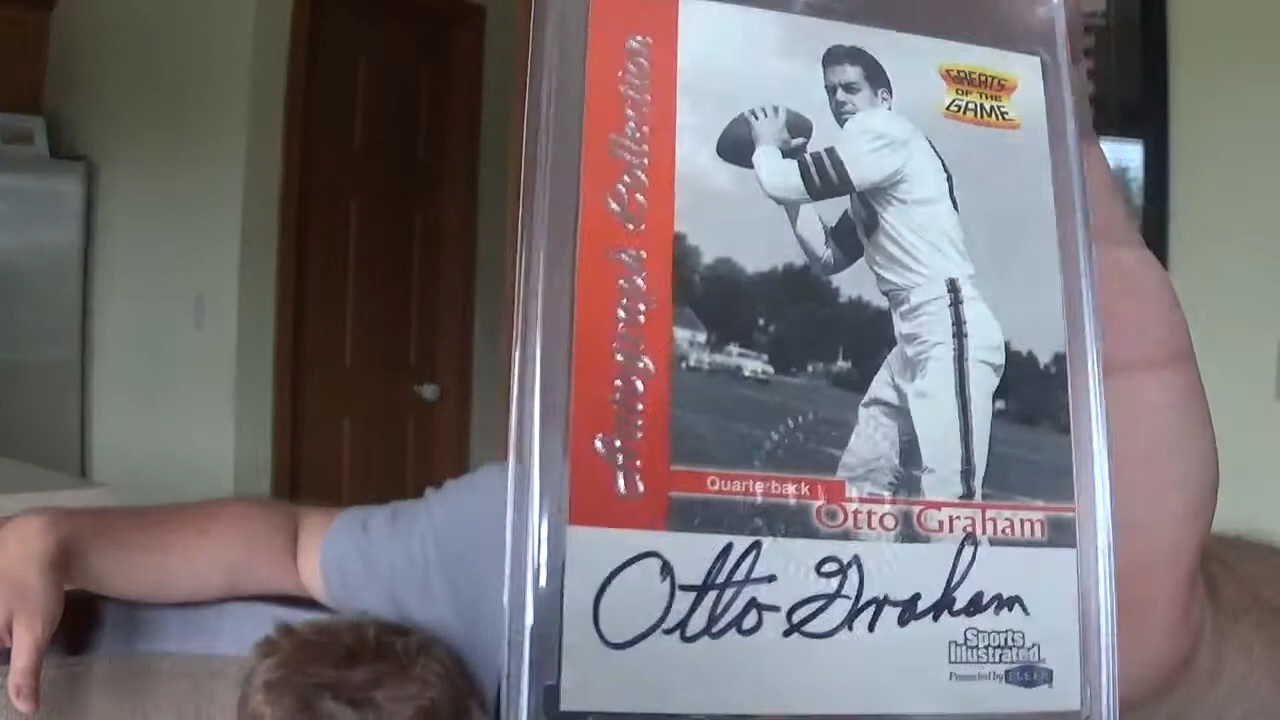 Autograph Collection
GREATS
OF THE
GAME
Quarterback
Otto Graham
Otto Graham
Sports
Illustrated
Presented by FLEER